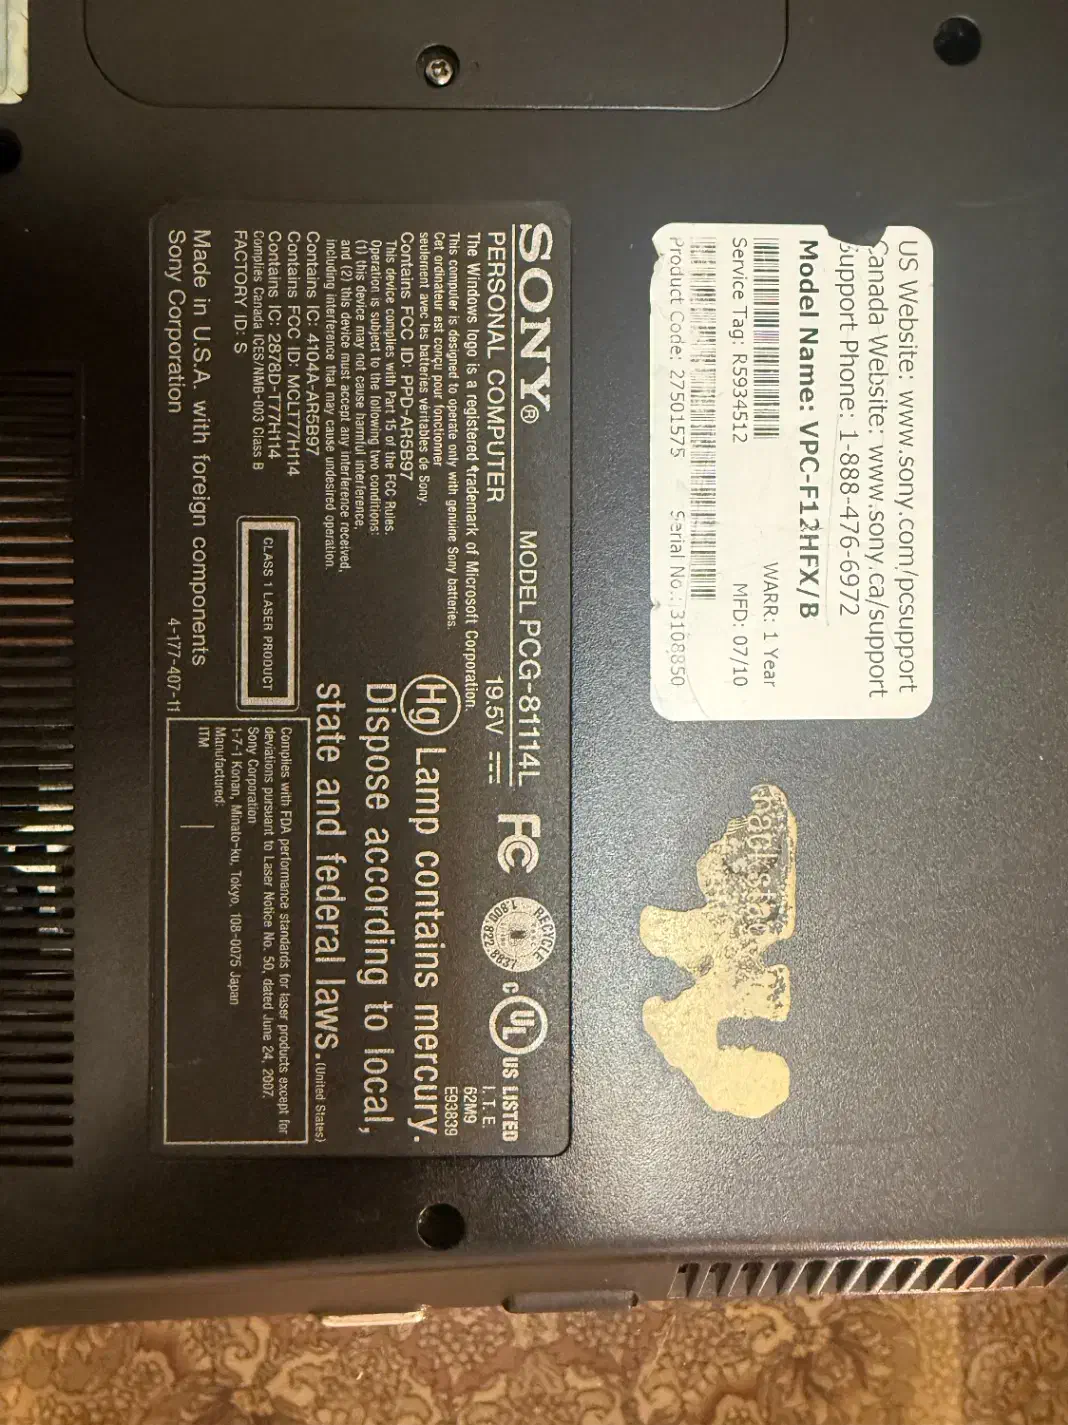 US Website: www.sony.com/pcsupport
Canada Website: www.sony.ca/support
Support Phone: 1-888-476-6972
Model Name: VPC-F12HFX/B
WARR: 1 Year
Service Tag: R5934512
MFD: 07/10
Product Code: 27501575
Serial No.: 3108850
SONY®
MODEL PCG-81114L
PERSONAL COMPUTER
19.5V
FC
RECYCLE
1.800.822.8837
c UL US LISTED
I.T.E.
62M9
E93839
The Windows logo is a registered trademark of Microsoft Corporation.
This computer is designed to operate only with genuine Sony batteries.
Cet ordinateur est conçu pour fonctionner
seulement avec les batteries véritables de Sony.
Contains FCC ID: PPD-AR5B97
This device complies with Part 15 of the FCC Rules.
Operation is subject to the following two conditions:
(1) this device may not cause harmful interference,
and (2) this device must accept any interference received,
including interference that may cause undesired operation.
Contains IC: 4104A-AR5B97
Contains FCC ID: MCLT77H114
Contains IC: 2878D-T77H114
Complies Canada ICES/NMB-003 Class B
FACTORY ID: S
Hg Lamp contains mercury.
Dispose according to local,
state and federal laws. (United States)
CLASS 1 LASER PRODUCT
Made in U.S.A. with foreign components
Sony Corporation
4-177-407-11
Complies with FDA performance standards for laser products except for
deviations pursuant to Laser Notice No. 50, dated June 24, 2007.
Sony Corporation
1-7-1 Konan, Minato-ku, Tokyo, 108-0075 Japan
Manufactured:
ITM